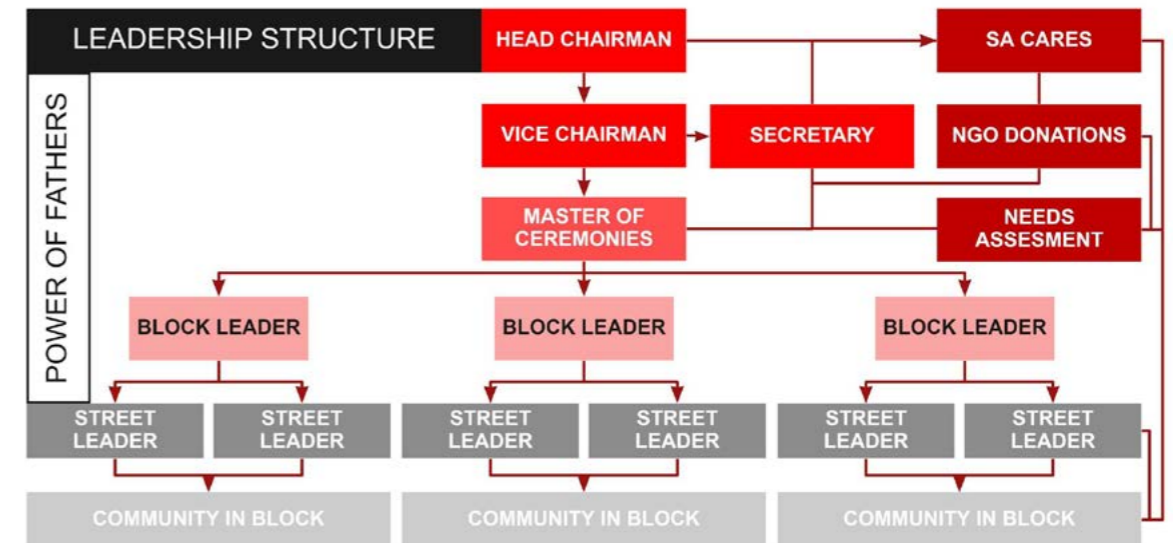 LEADERSHIP STRUCTURE
HEAD CHAIRMAN
SA CARES
POWER OF FATHERS
VICE CHAIRMAN
SECRETARY
NGO DONATIONS
MASTER OF
CEREMONIES
NEEDS
ASSESMENT
BLOCK LEADER
BLOCK LEADER
BLOCK LEADER
STREET
LEADER
STREET
LEADER
STREET
LEADER
STREET
LEADER
STREET
LEADER
STREET
LEADER
COMMUNITY IN BLOCK
COMMUNITY IN BLOCK
COMMUNITY IN BLOCK